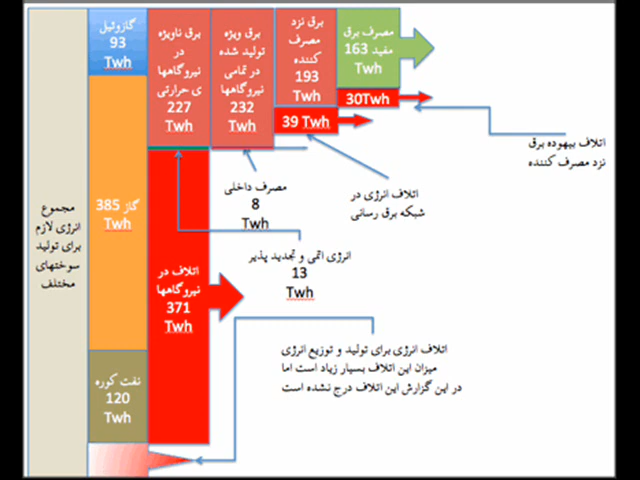 مجموع
انرژی لازم
برای تولید
سوختهای
مختلف
گازوئیل
93
Twh
گاز 385
Twh
نفت کوره
120
Twh
برق ناویژه
در
نیروگاهها
ی حرارتی
227
Twh
اتلاف در
نیروگاهها
371
Twh
برق ویژه
تولید شده
در تمامی
نیروگاهها
232
Twh
برق نزد
مصرف
کننده
193
Twh
39 Twh
مصرف برق
مفید 163
Twh
30Twh
اتلاف بیهوده برق
نزد مصرف کننده
اتلاف انرژی در
شبکه برق رسانی
مصرف داخلی
8
Twh
انرژی اتمی و تجدید پذیر
13
Twh
اتلاف انرژی برای تولید و توزیع انرژی
میزان این اتلاف بسیار زیاد است اما
در این گزارش این اتلاف درج نشده است